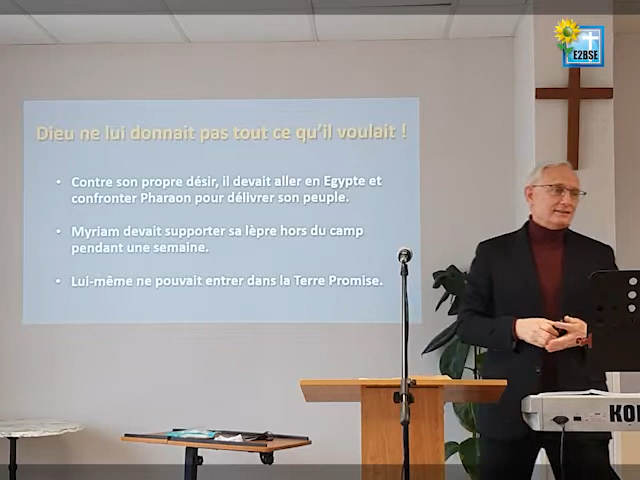 E2BSE
Dieu ne lui donnait pas tout ce qu'il voulait !
• Contre son propre désir, il devait aller en Egypte et
confronter Pharaon pour délivrer son peuple.
• Myriam devait supporter sa lèpre hors du camp
pendant une semaine.
• Lui-même ne pouvait entrer dans la Terre Promise.